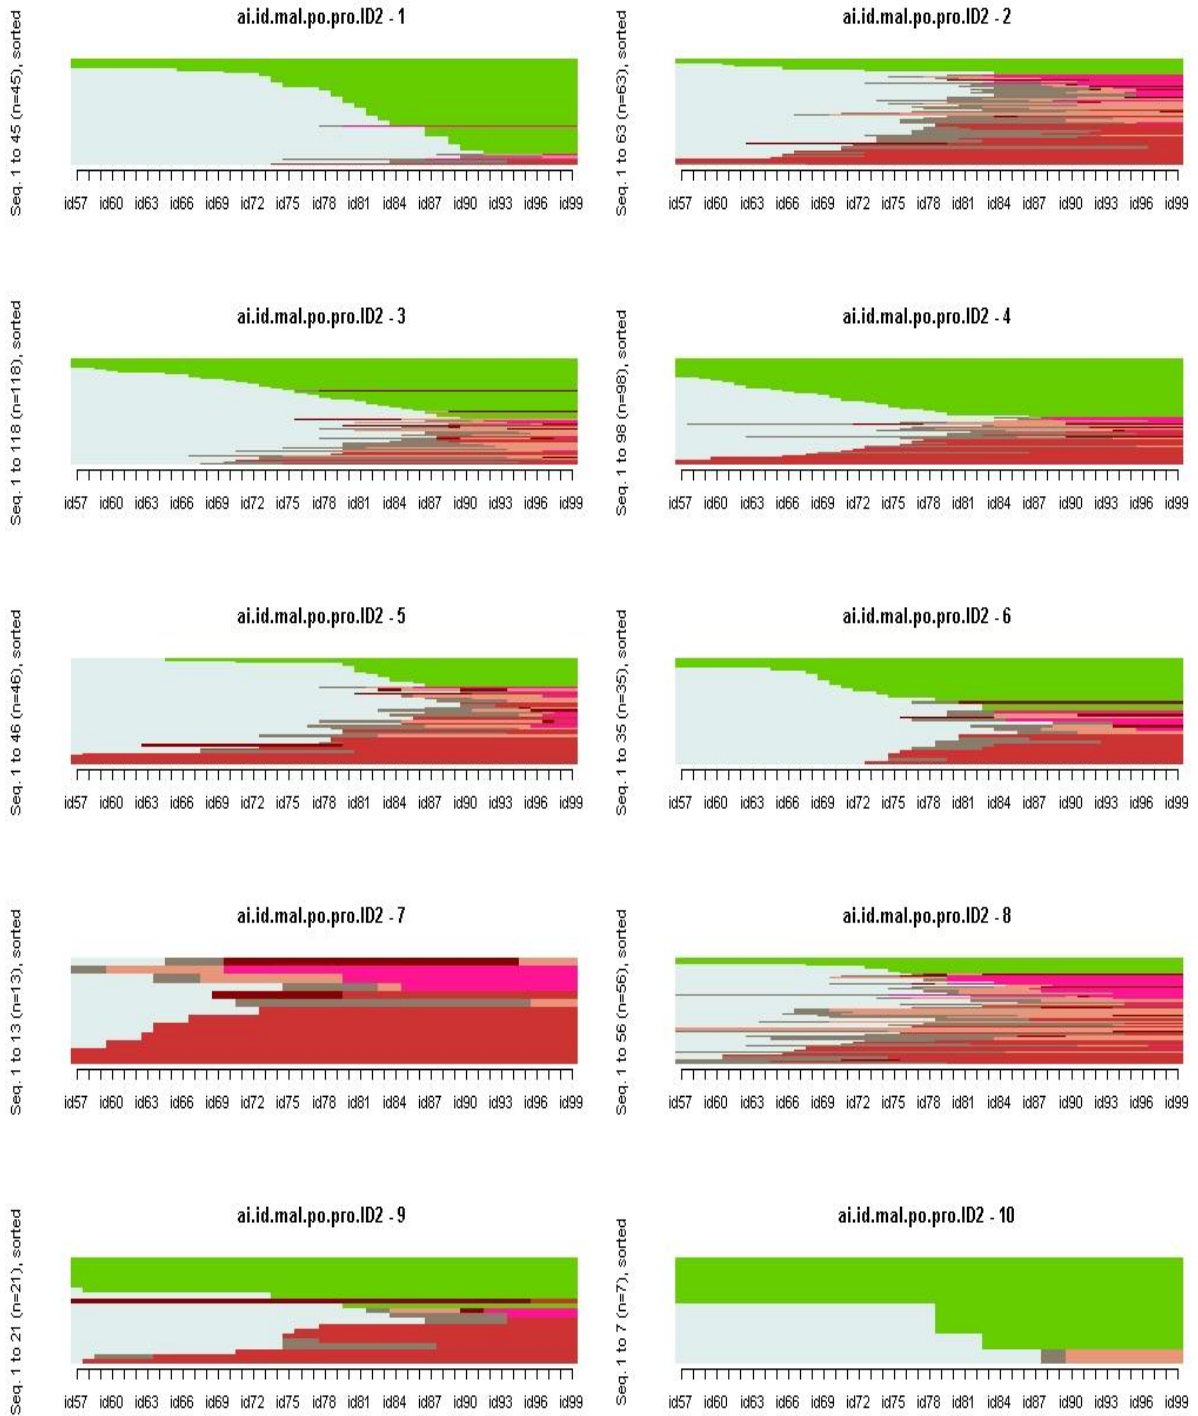 ai.id.mal.po.pro.ID2 - 1
Seq. 1 to 45 (n=45), sorted
id57 id60 id63 id66 id69 id72 id75 id78 id81 id84 id87 id90 id93 id96 id99
ai.id.mal.po.pro.ID2 - 2
Seq. 1 to 63 (n=63), sorted
id57 id60 id63 id66 id69 id72 id75 id78 id81 id84 id87 id90 id93 id96 id99
ai.id.mal.po.pro.ID2 - 3
Seq. 1 to 118 (n=118), sorted
id57 id60 id63 id66 id69 id72 id75 id78 id81 id84 id87 id90 id93 id96 id99
ai.id.mal.po.pro.ID2 - 4
Seq. 1 to 98 (n=98), sorted
id57 id60 id63 id66 id69 id72 id75 id78 id81 id84 id87 id90 id93 id96 id99
ai.id.mal.po.pro.ID2 - 5
Seq. 1 to 46 (n=46), sorted
id57 id60 id63 id66 id69 id72 id75 id78 id81 id84 id87 id90 id93 id96 id99
ai.id.mal.po.pro.ID2 - 6
Seq. 1 to 35 (n=35), sorted
id57 id60 id63 id66 id69 id72 id75 id78 id81 id84 id87 id90 id93 id96 id99
ai.id.mal.po.pro.ID2 - 7
Seq. 1 to 13 (n=13), sorted
id57 id60 id63 id66 id69 id72 id75 id78 id81 id84 id87 id90 id93 id96 id99
ai.id.mal.po.pro.ID2 - 8
Seq. 1 to 56 (n=56), sorted
id57 id60 id63 id66 id69 id72 id75 id78 id81 id84 id87 id90 id93 id96 id99
ai.id.mal.po.pro.ID2 - 9
Seq. 1 to 21 (n=21), sorted
id57 id60 id63 id66 id69 id72 id75 id78 id81 id84 id87 id90 id93 id96 id99
ai.id.mal.po.pro.ID2 - 10
Seq. 1 to 7 (n=7), sorted
id57 id60 id63 id66 id69 id72 id75 id78 id81 id84 id87 id90 id93 id96 id99